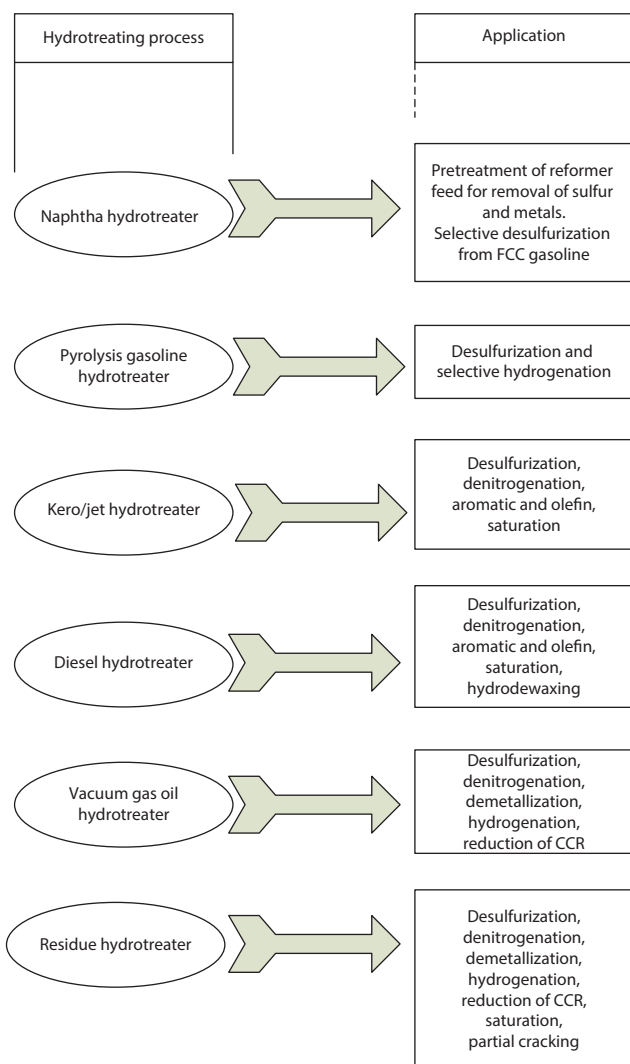 Hydrotreating process
Application
Naphtha hydrotreater
Pretreatment of reformer
feed for removal of sulfur
and metals.
Selective desulfurization
from FCC gasoline
Pyrolysis gasoline
hydrotreater
Desulfurization and
selective hydrogenation
Kero/jet hydrotreater
Desulfurization,
denitrogenation,
aromatic and olefin,
saturation
Diesel hydrotreater
Desulfurization,
denitrogenation,
aromatic and olefin,
saturation,
hydrodewaxing
Vacuum gas oil
hydrotreater
Desulfurization,
denitrogenation,
demetallization,
hydrogenation,
reduction of CCR
Residue hydrotreater
Desulfurization,
denitrogenation,
demetallization,
hydrogenation,
reduction of CCR,
saturation,
partial cracking